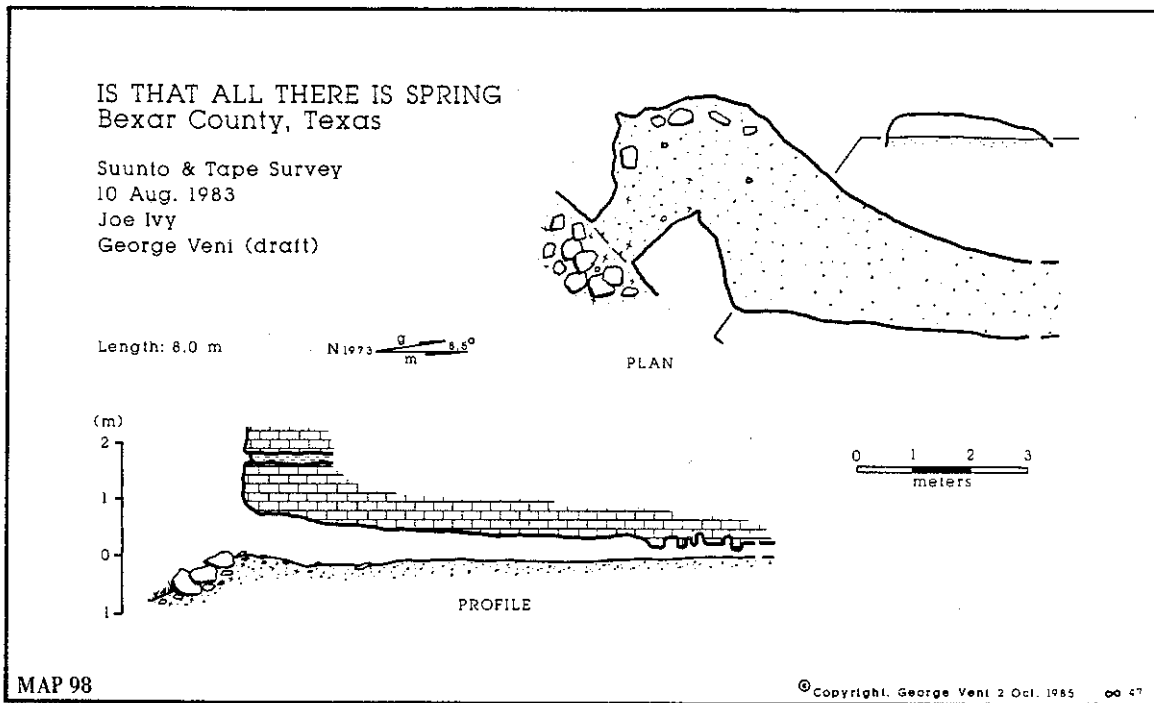 IS THAT ALL THERE IS SPRING
Bexar County, Texas
Suunto & Tape Survey
10 Aug. 1983
Joe Ivy
George Veni (draft)
Length: 8.0 m
N 1973
g
8.5°
m
PLAN
(m)
2
1
0
1
0 1 2 3
meters
PROFILE
MAP 98
© Copyright, George Veni 2 Oct. 1985
47